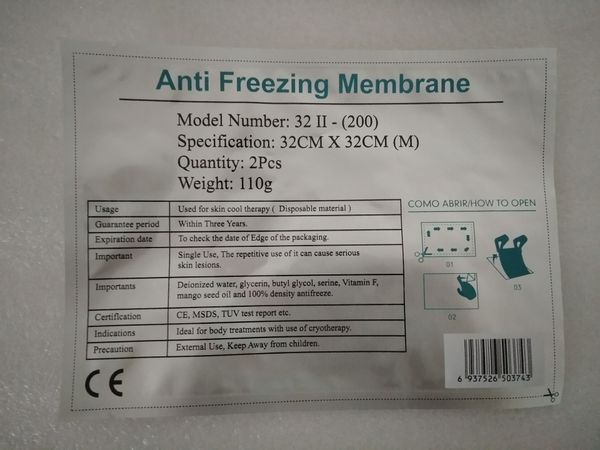 Anti Freezing Membrane
Model Number: 32 II - (200)
Specification: 32CM X 32CM (M)
Quantity: 2Pcs
Weight: 110g
Usage Used for skin cool therapy ( Disposable material )
Guarantee period Within Three Years.
Expiration date To check the date of Edge of the packaging.
Important Single Use, The repetitive use of it can cause serious
skin lesions.
Importants Deionized water, glycerin, butyl glycol, serine, Vitamin F,
mango seed oil and 100% density antifreeze.
Certification CE, MSDS, TUV test report etc.
Indications Ideal for body treatments with use of cryotherapy.
Precaution External Use, Keep Away from children.
COMO ABRIR/HOW TO OPEN
01
02
03
CE
6 937526 503743